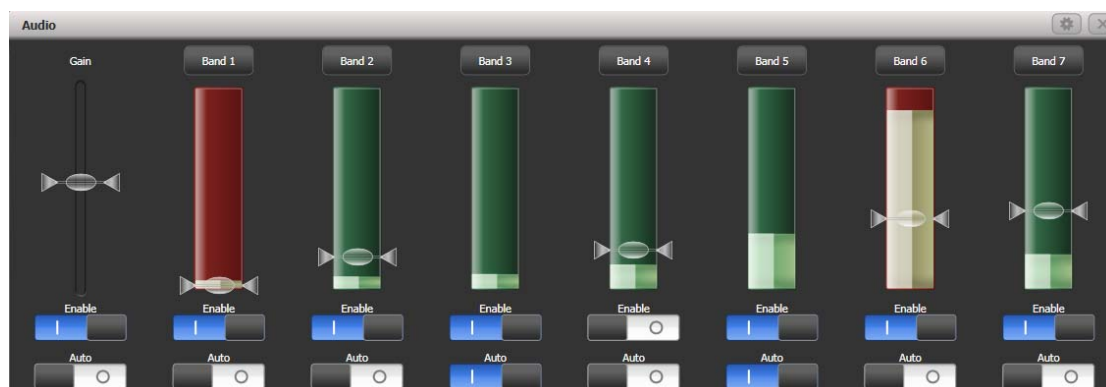 Audio
Gain Band 1 Band 2 Band 3 Band 4 Band 5 Band 6 Band 7
Enable Enable Enable Enable Enable Enable Enable Enable
Auto Auto Auto Auto Auto Auto Auto Auto